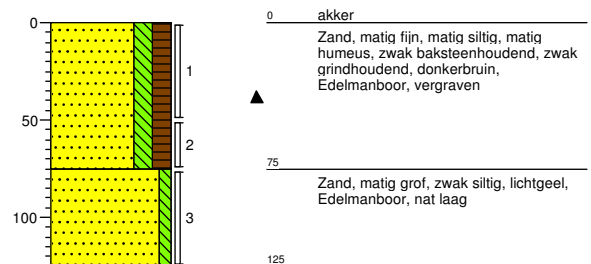 0
50
100
1
2
3
0 akker
Zand, matig fijn, matig siltig, matig
humeus, zwak baksteenhoudend, zwak
grindhoudend, donkerbruin,
Edelmanboor, vergraven
75
Zand, matig grof, zwak siltig, lichtgeel,
Edelmanboor, nat laag
125